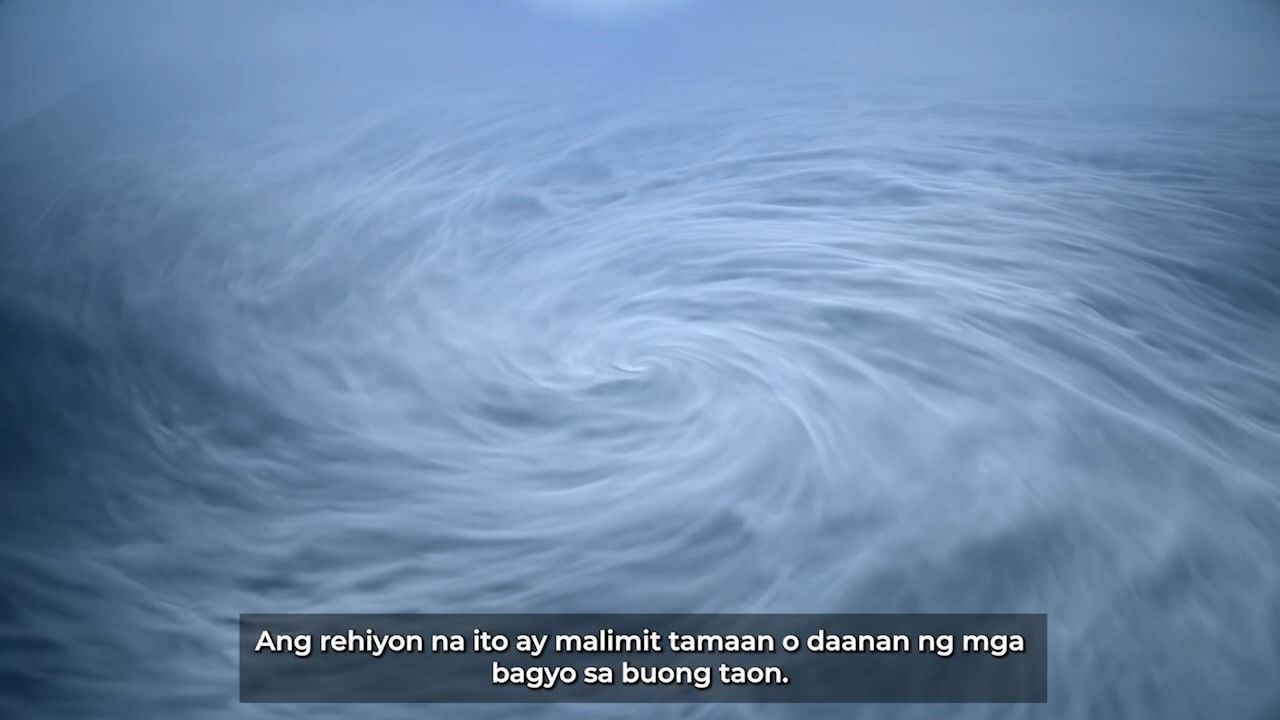 Ang rehiyon na ito ay malimit tamaan o daanan ng mga
bagyo sa buong taon.